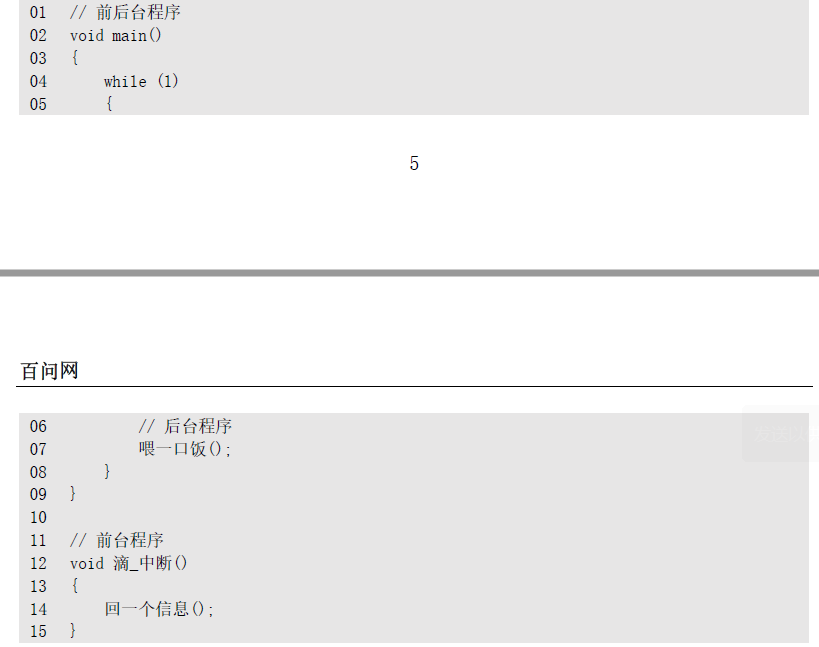 01 // 前后台程序
02 void main()
03 {
04     while (1)
05     {
5
百问网
06         // 后台程序
07         喂一口饭();
08     }
09 }
10
11 // 前台程序
12 void 滴_中断()
13 {
14     回一个信息();
15 }